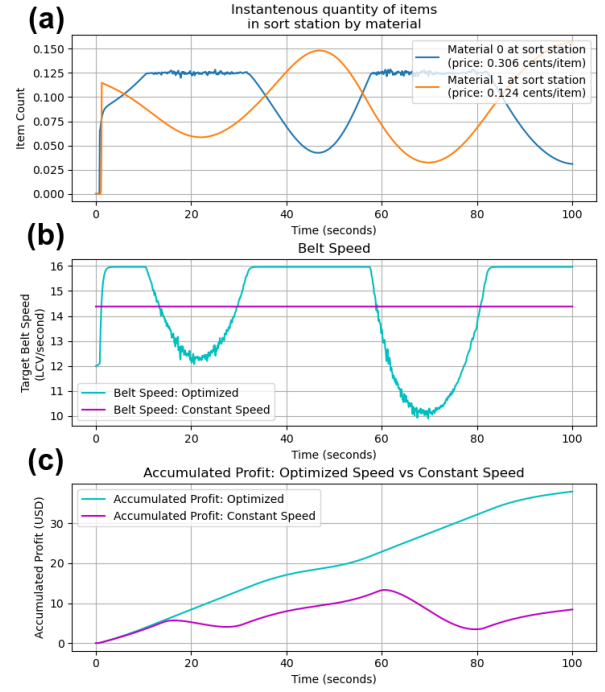 (a)
Instantenous quantity of items
in sort station by material
Item Count
0.150
0.125
0.100
0.075
0.050
0.025
0.000
Material 0 at sort station
(price: 0.306 cents/item)
Material 1 at sort station
(price: 0.124 cents/item)
0 20 40 60 80 100
Time (seconds)
(b)
Belt Speed
Target Belt Speed
(LCV/second)
16
15
14
13
12
11
10
Belt Speed: Optimized
Belt Speed: Constant Speed
0 20 40 60 80 100
Time (seconds)
(c)
Accumulated Profit: Optimized Speed vs Constant Speed
Accumulated Profit (USD)
30
20
10
0
Accumulated Profit: Optimized
Accumulated Profit: Constant Speed
0 20 40 60 80 100
Time (seconds)